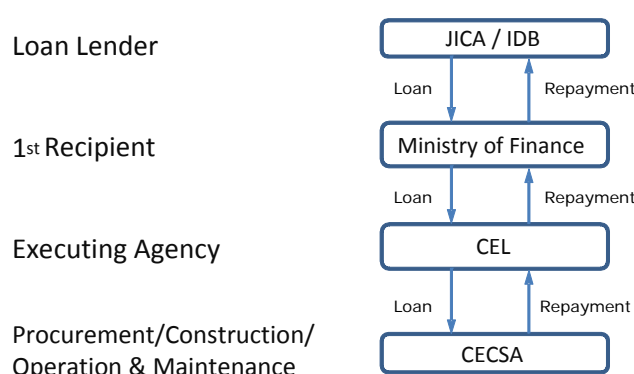 Loan Lender
JICA / IDB
Loan
Repayment
1st Recipient
Ministry of Finance
Loan
Repayment
Executing Agency
CEL
Loan
Repayment
Procurement/Construction/
Operation & Maintenance
CECSA